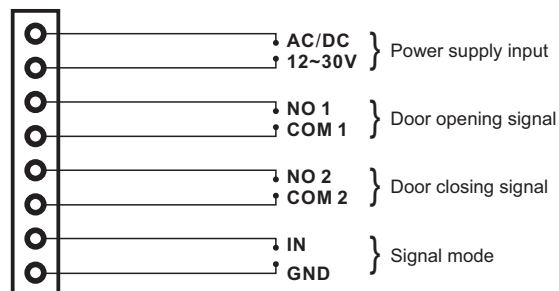 AC/DC
12~30V
Power supply input
NO 1
COM 1
Door opening signal
NO 2
COM 2
Door closing signal
IN
GND
Signal mode